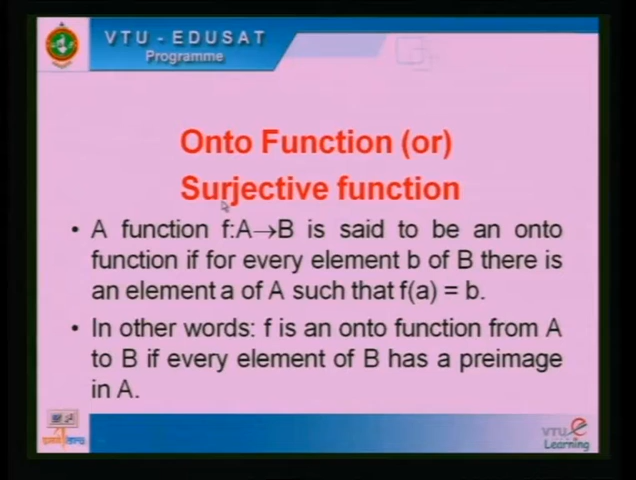 VTU - EDUSAT
Programme
Onto Function (or)
Surjective function
• A function f:A→B is said to be an onto
function if for every element b of B there is
an element a of A such that f(a) = b.
• In other words: f is an onto function from A
to B if every element of B has a preimage
in A.
VTU e
Learning